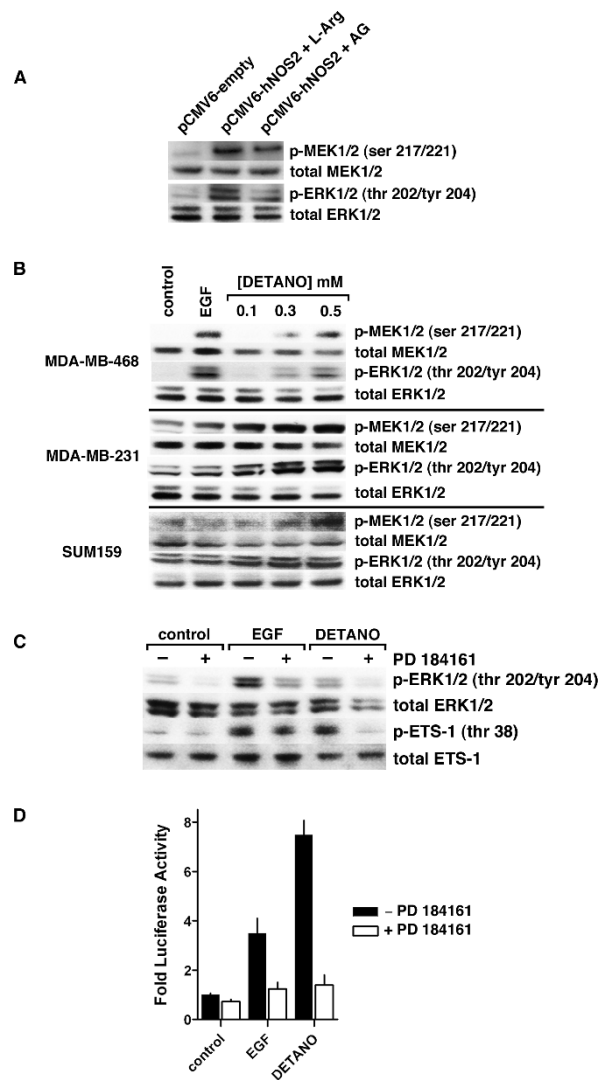 A
pCMV6-empty
pCMV6-hNOS2 + L-Arg
pCMV6-hNOS2 + AG
p-MEK1/2 (ser 217/221)
total MEK1/2
p-ERK1/2 (thr 202/tyr 204)
total ERK1/2
B
control
EGF
[DETANO] mM
0.1 0.3 0.5
MDA-MB-468
p-MEK1/2 (ser 217/221)
total MEK1/2
p-ERK1/2 (thr 202/tyr 204)
total ERK1/2
MDA-MB-231
p-MEK1/2 (ser 217/221)
total MEK1/2
p-ERK1/2 (thr 202/tyr 204)
total ERK1/2
SUM159
p-MEK1/2 (ser 217/221)
total MEK1/2
p-ERK1/2 (thr 202/tyr 204)
total ERK1/2
C
control EGF DETANO
− + − + − + PD 184161
p-ERK1/2 (thr 202/tyr 204)
total ERK1/2
p-ETS-1 (thr 38)
total ETS-1
D
Fold Luciferase Activity
8
6
4
2
0
− PD 184161
+ PD 184161
control
EGF
DETANO